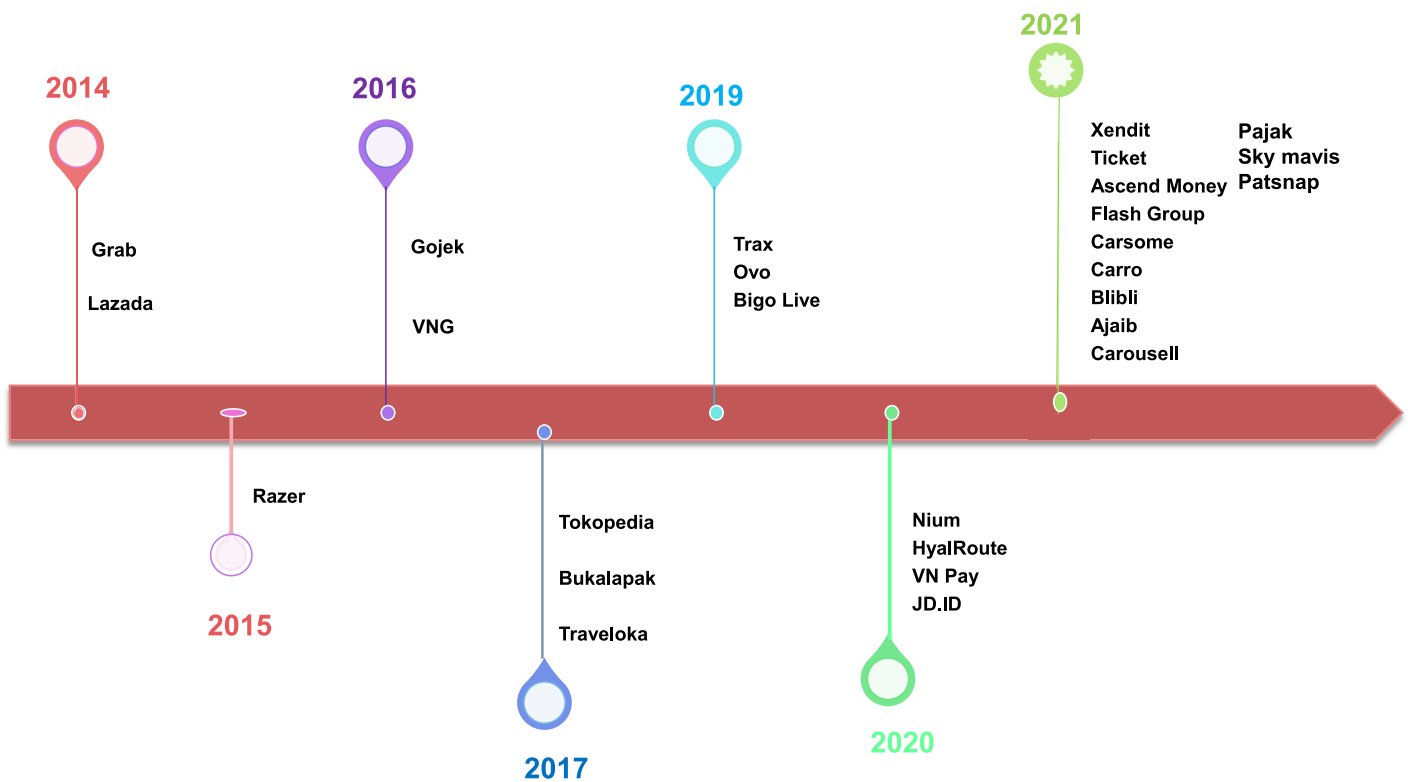 2014
Grab
Lazada
2015
Razer
2016
Gojek
VNG
2017
Tokopedia
Bukalapak
Traveloka
2019
Trax
Ovo
Bigo Live
2020
Nium
HyalRoute
VN Pay
JD.ID
2021
Xendit
Ticket
Ascend Money
Flash Group
Carsome
Carro
Blibli
Ajaib
Carousell
Pajak
Sky mavis
Patsnap